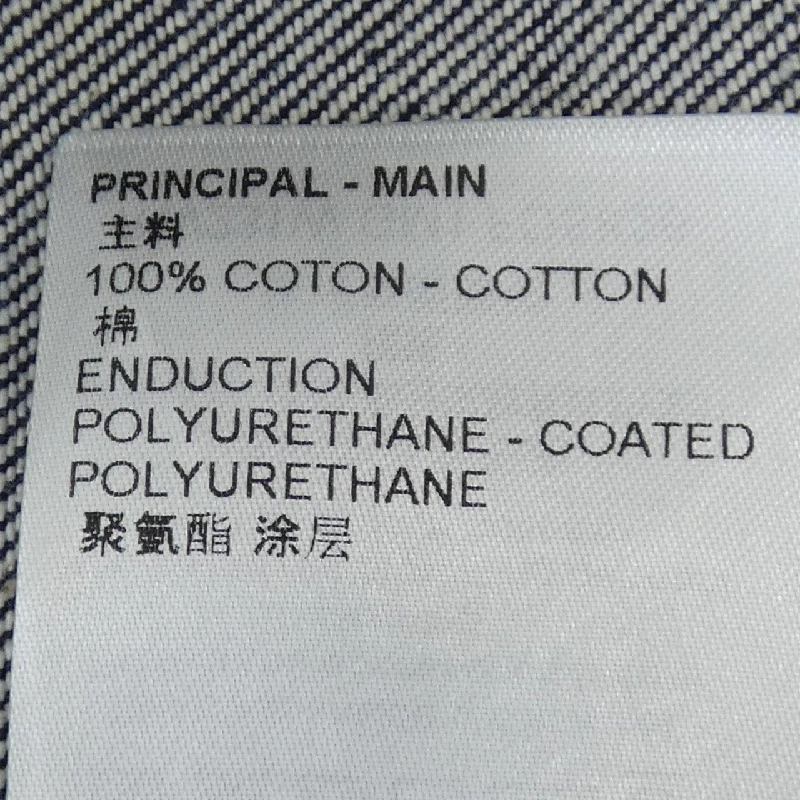 PRINCIPAL - MAIN
主料
100% COTON - COTTON
棉
ENDUCTION
POLYURETHANE - COATED
POLYURETHANE
聚氨酯 涂层